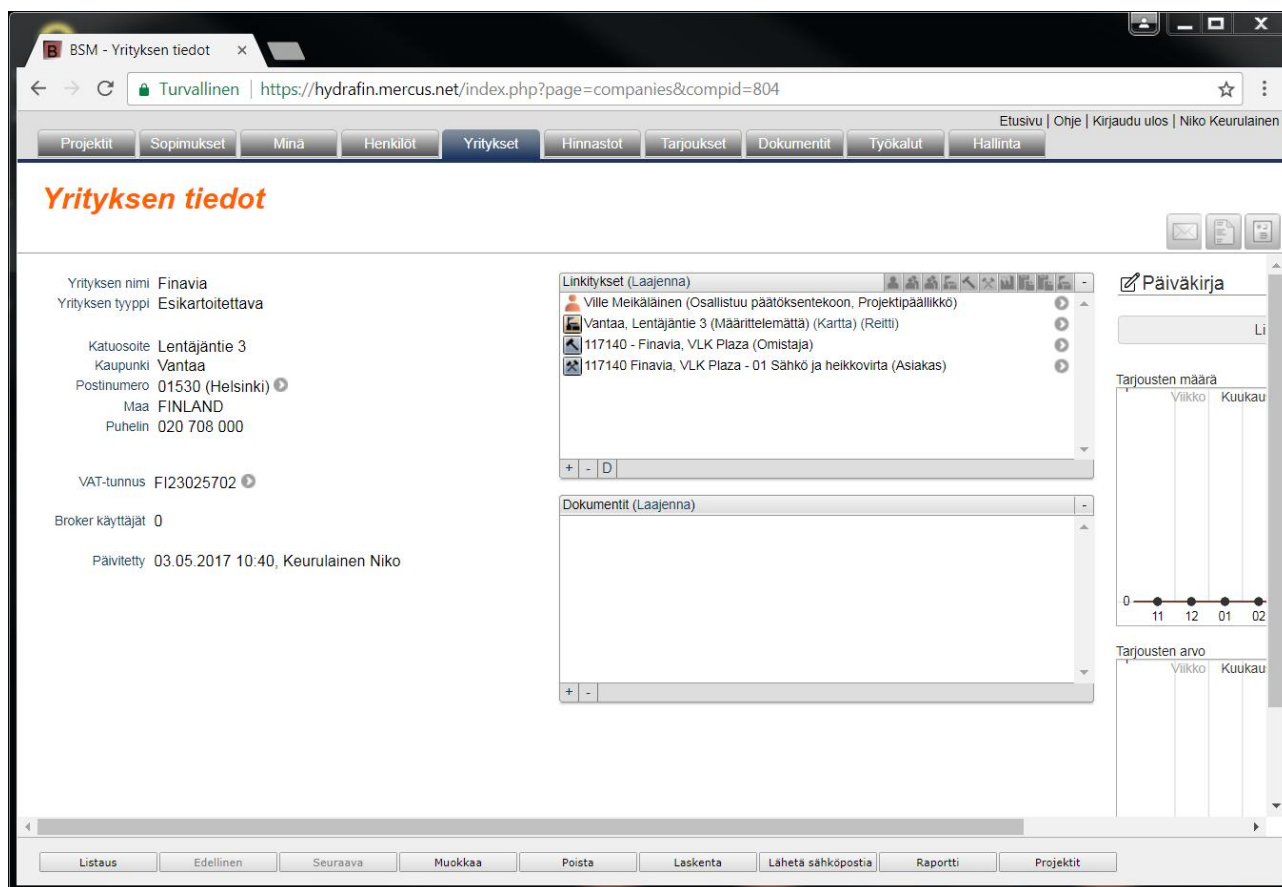 BSM - Yrityksen tiedot
Turvallinen | https://hydrafin.mercus.net/index.php?page=companies&compid=804
Etusivu | Ohje | Kirjaudu ulos | Niko Keurulainen
Projektit Sopimukset Minä Henkilöt Yritykset Hinnastot Tarjoukset Dokumentit Työkalut Hallinta
Yrityksen tiedot
Yrityksen nimi Finavia
Yrityksen tyyppi Esikartoitettava
Katuosoite Lentäjäntie 3
Kaupunki Vantaa
Postinumero 01530 (Helsinki)
Maa FINLAND
Puhelin 020 708 000
VAT-tunnus FI23025702
Broker käyttäjät 0
Päivitetty 03.05.2017 10:40, Keurulainen Niko
Linkitykset (Laajenna) -
Ville Meikäläinen (Osallistuu päätöksentekoon, Projektipäällikkö)
Vantaa, Lentäjäntie 3 (Määrittelemättä) (Kartta) (Reitti)
117140 - Finavia, VLK Plaza (Omistaja)
117140 Finavia, VLK Plaza - 01 Sähkö ja heikkovirta (Asiakas)
+ - D
Dokumentit (Laajenna) -
+ -
Päiväkirja
Li
Tarjousten määrä
Viikko Kuukau
0
11 12 01 02
Tarjousten arvo
Viikko Kuukau
Listaus Edellinen Seuraava Muokkaa Poista Laskenta Lähetä sähköpostia Raportti Projektit